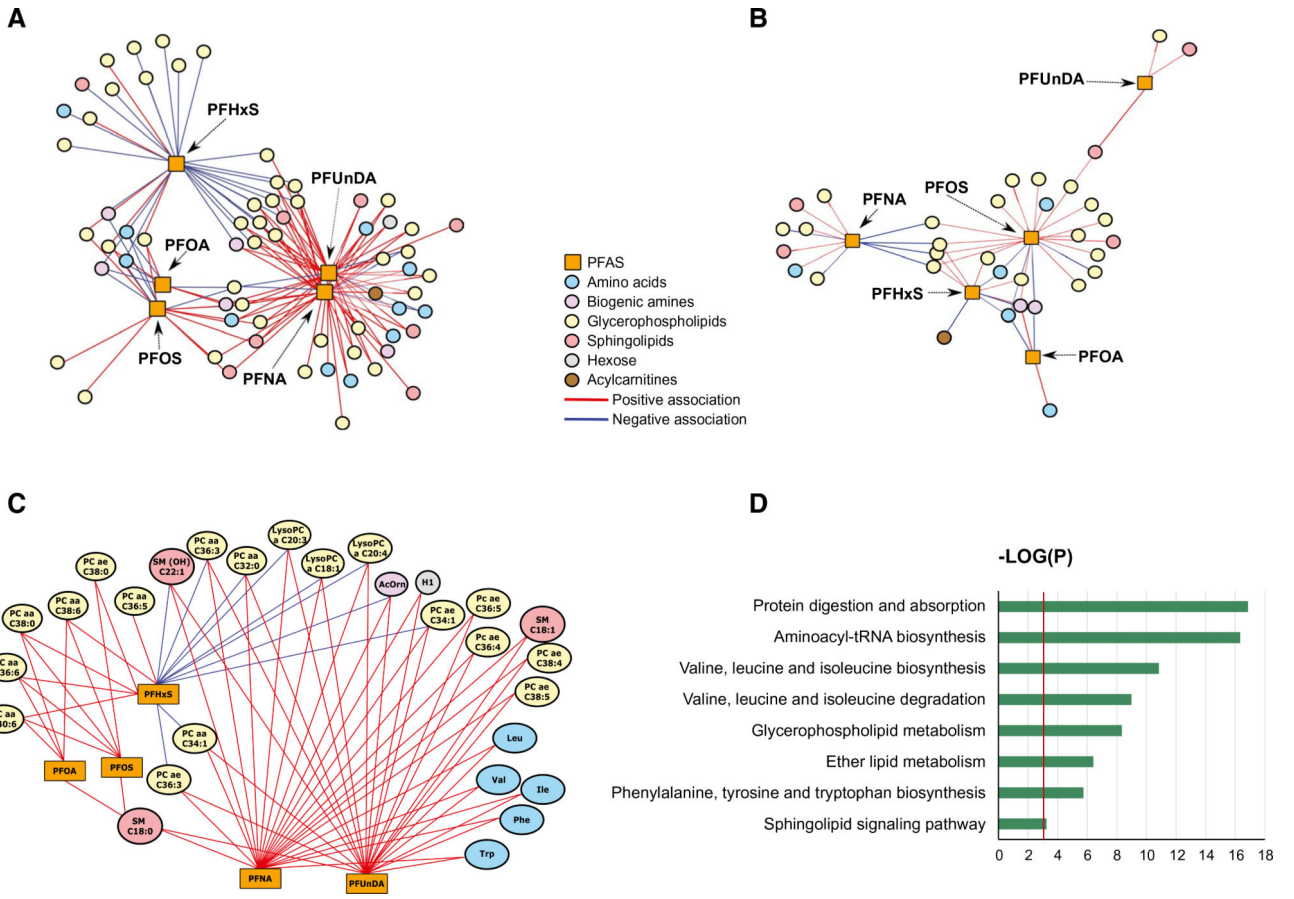 A
PFHxS
PFUnDA
PFOA
PFOS
PFNA
PFAS
Amino acids
Biogenic amines
Glycerophospholipids
Sphingolipids
Hexose
Acylcarnitines
Positive association
Negative association
B
PFUnDA
PFNA
PFOS
PFHxS
PFOA
C
PC ae
C38:0
SM (OH)
C22:1
PC aa
C36:3
PC aa
C32:0
LysoPC
a C20:3
LysoPC
a C18:1
LysoPC
a C20:4
AcOrn
H1
PC aa
C38:0
PC aa
C38:6
PC aa
C36:5
PC ae
C34:1
PC ae
C36:5
PC ae
C36:4
SM
C18:1
PC ae
C38:4
PC ae
C38:5
C aa
36:6
C aa
40:6
PFHxS
PC aa
C34:1
PC ae
C36:3
PFOA
PFOS
SM
C18:0
Leu
Val
Ile
Phe
Trp
PFNA
PFUnDA
D
-LOG(P)
Protein digestion and absorption
Aminoacyl-tRNA biosynthesis
Valine, leucine and isoleucine biosynthesis
Valine, leucine and isoleucine degradation
Glycerophospholipid metabolism
Ether lipid metabolism
Phenylalanine, tyrosine and tryptophan biosynthesis
Sphingolipid signaling pathway
0 2 4 6 8 10 12 14 16 18